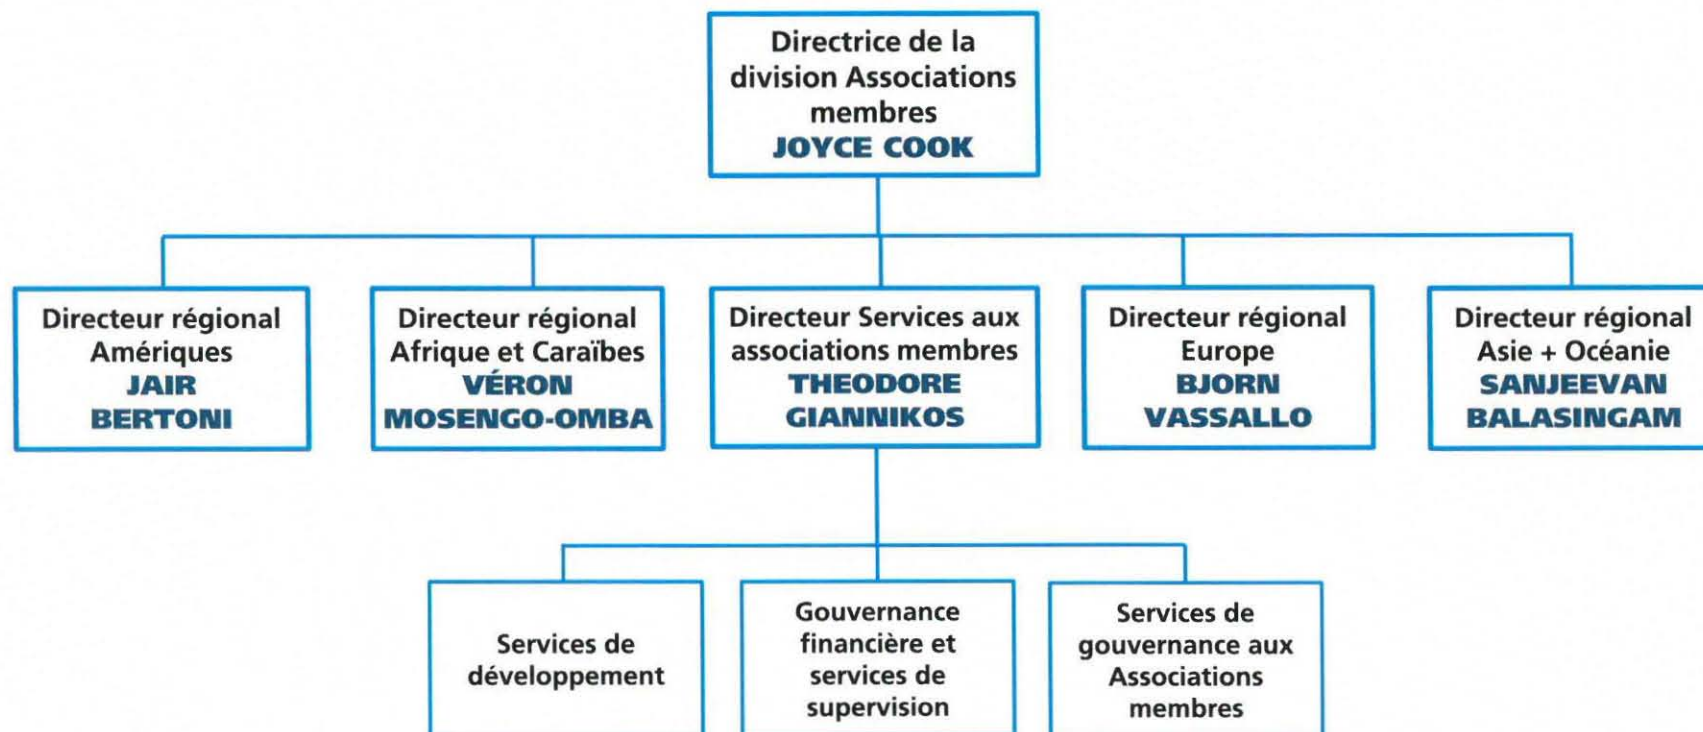 Directrice de la
division Associations
membres
JOYCE COOK
Directeur régional
Amériques
JAIR
BERTONI
Directeur régional
Afrique et Caraïbes
VÉRON
MOSENGO-OMBA
Directeur Services aux
associations membres
THEODORE
GIANNIKOS
Directeur régional
Europe
BJORN
VASSALLO
Directeur régional
Asie + Océanie
SANJEEVAN
BALASINGAM
Services de
développement
Gouvernance
financière et
services de
supervision
Services de
gouvernance aux
Associations
membres